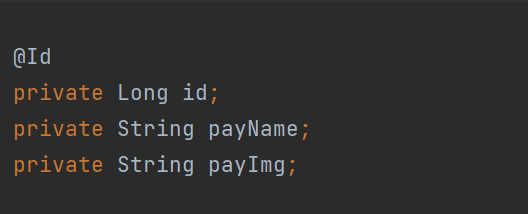 @Id
private Long id;
private String payName;
private String payImg;